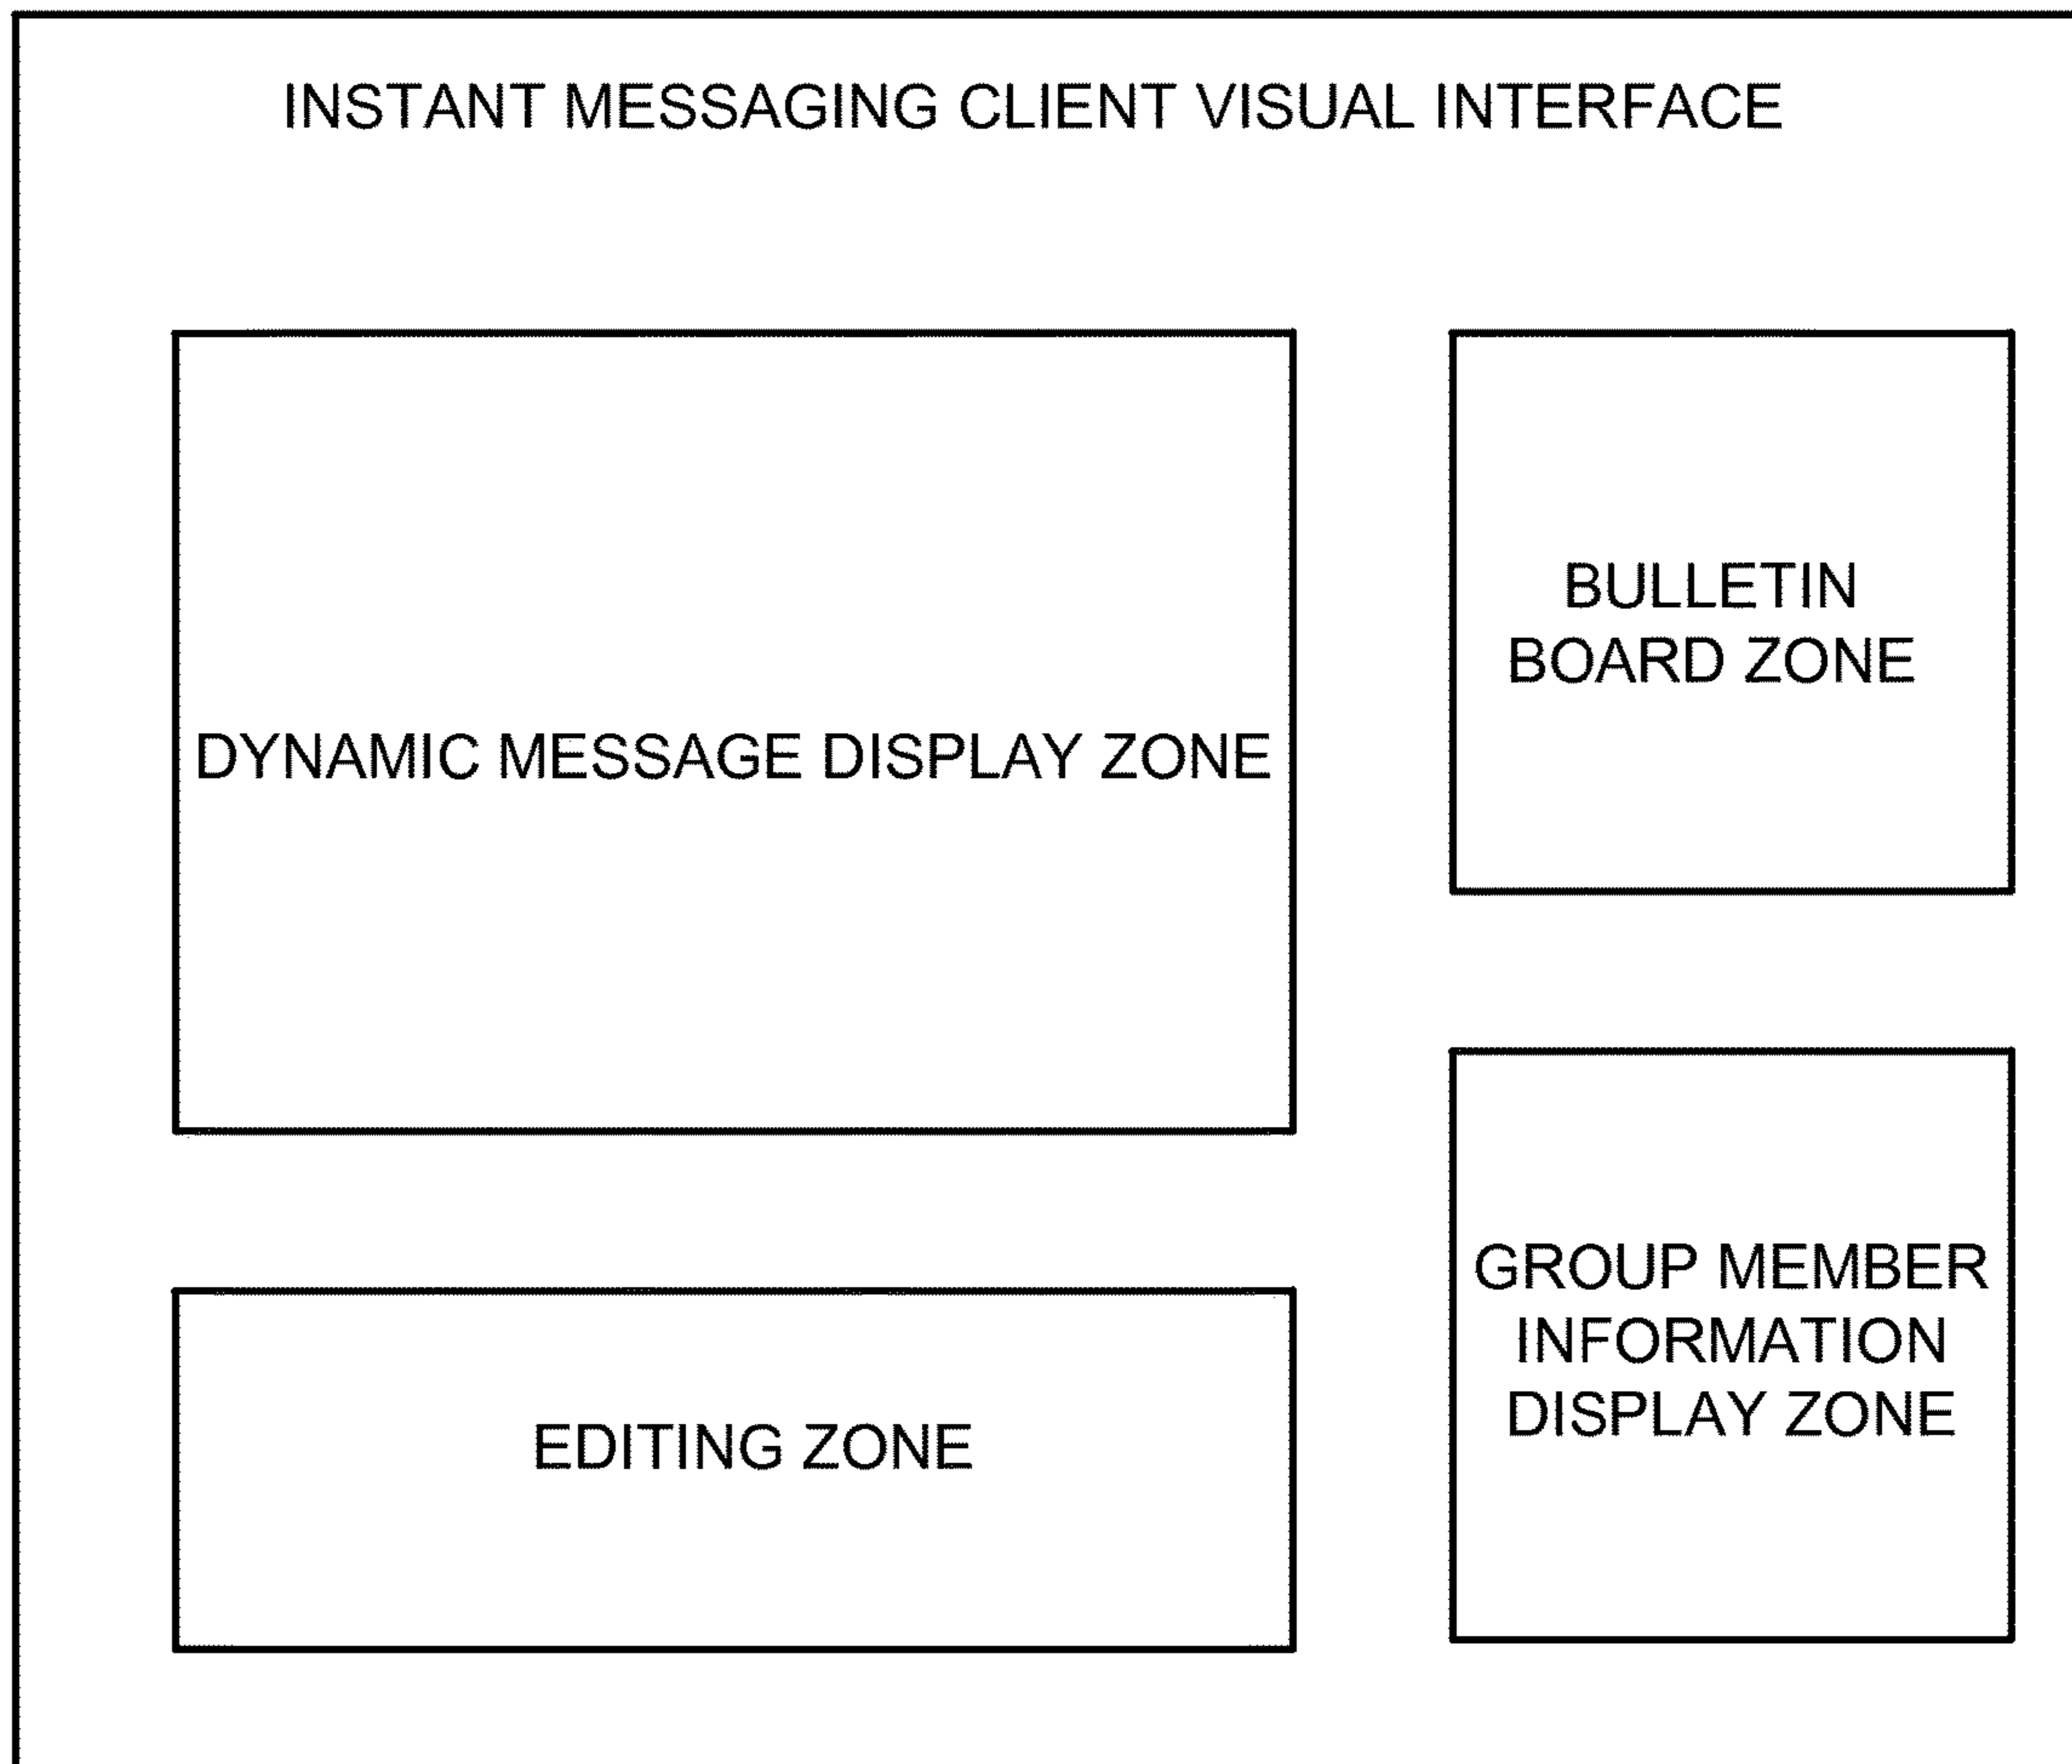 INSTANT MESSAGING CLIENT VISUAL INTERFACE
DYNAMIC MESSAGE DISPLAY ZONE
BULLETIN
BOARD ZONE
EDITING ZONE
GROUP MEMBER
INFORMATION
DISPLAY ZONE